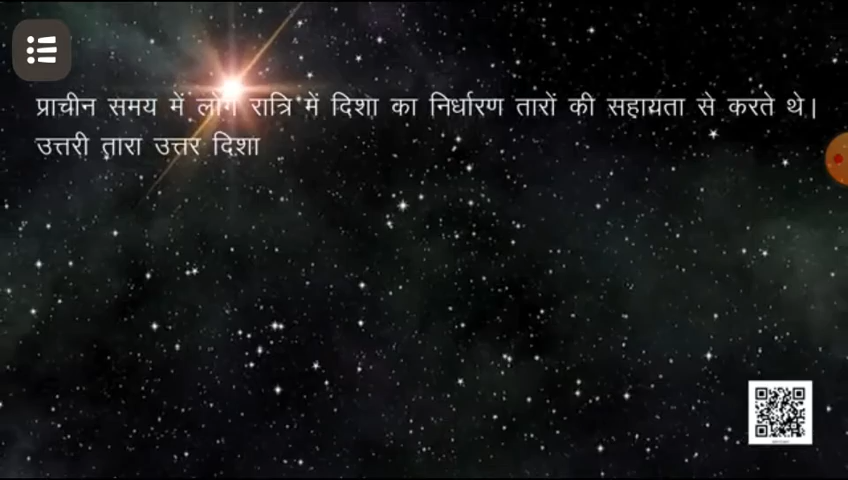 प्राचीन समय में लोग रात्रि में दिशा का निर्धारण तारों की सहायता से करते थे।
उत्तरी तारा उत्तर दिशा